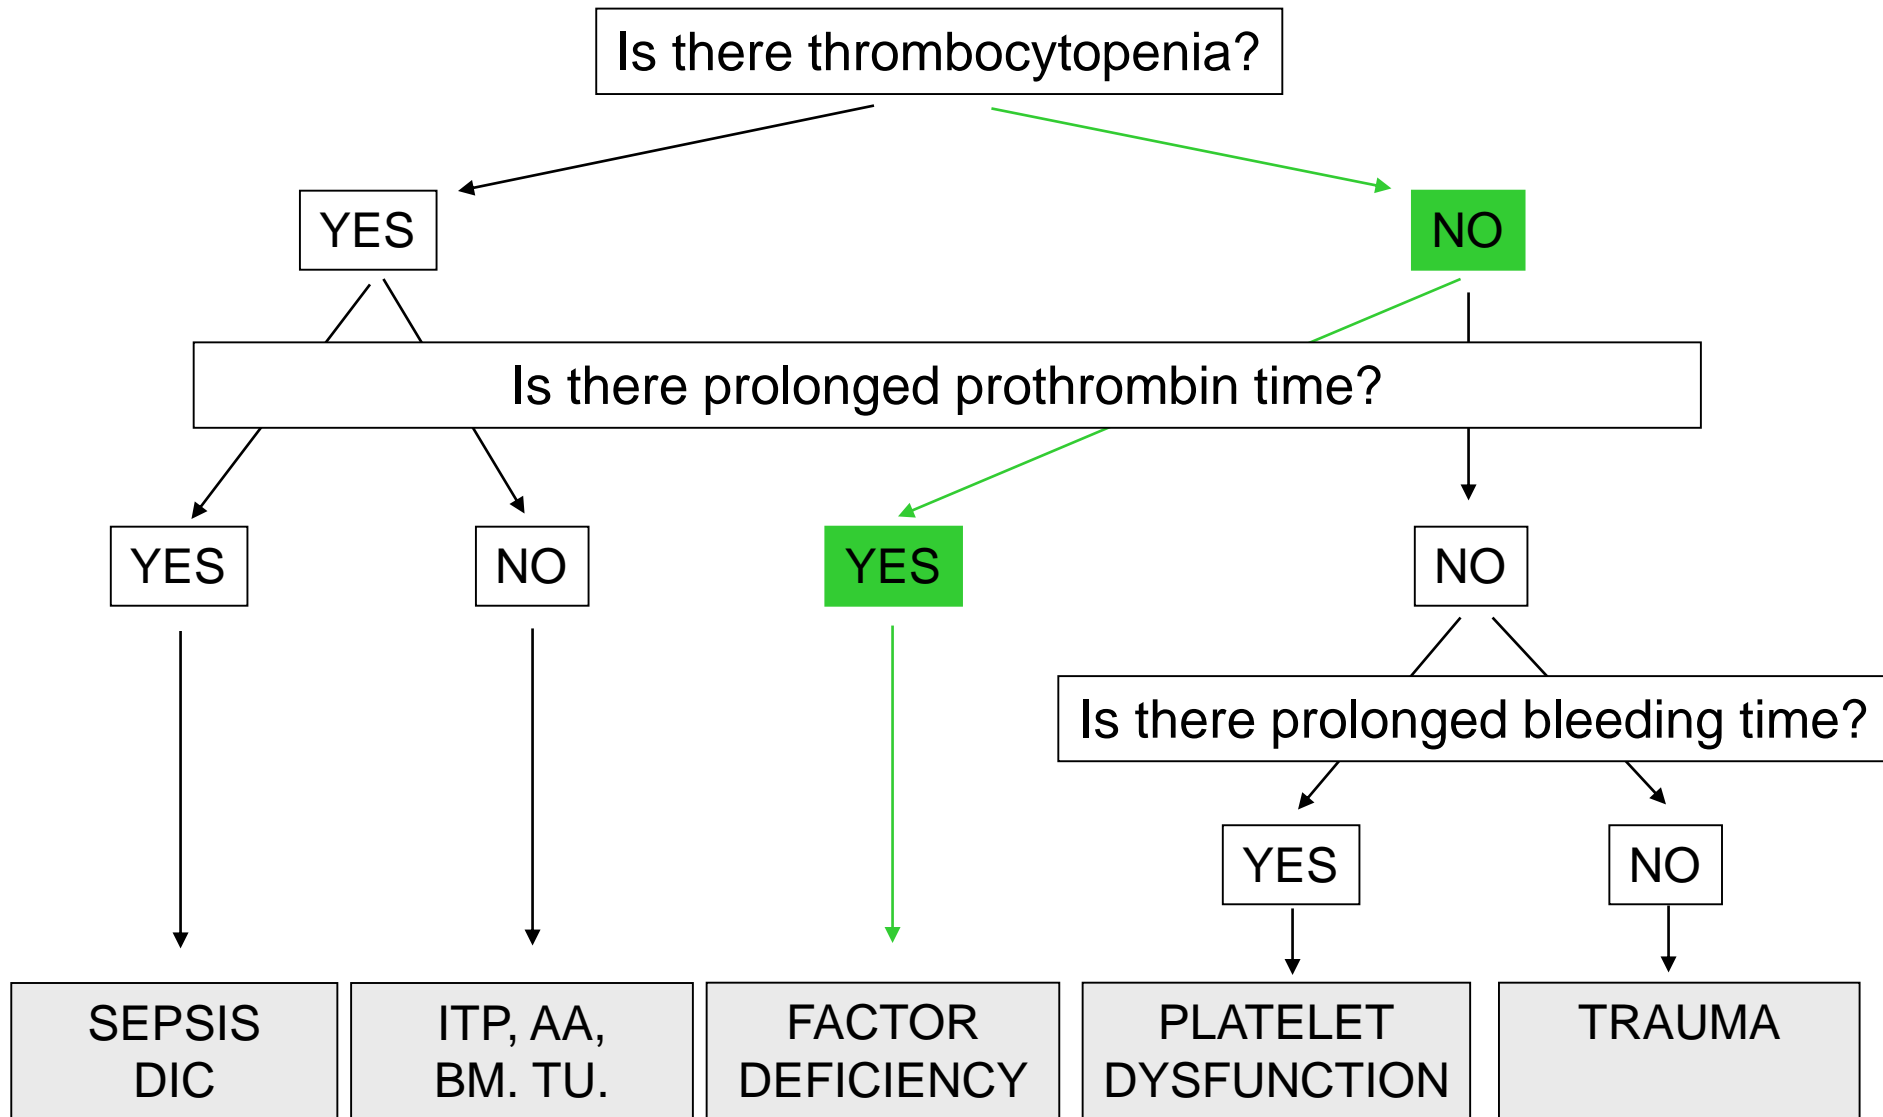 Is there thrombocytopenia?
YES
NO
Is there prolonged prothrombin time?
YES
NO
YES
NO
Is there prolonged bleeding time?
YES
NO
SEPSIS
DIC
ITP, AA,
BM. TU.
FACTOR
DEFICIENCY
PLATELET
DYSFUNCTION
TRAUMA